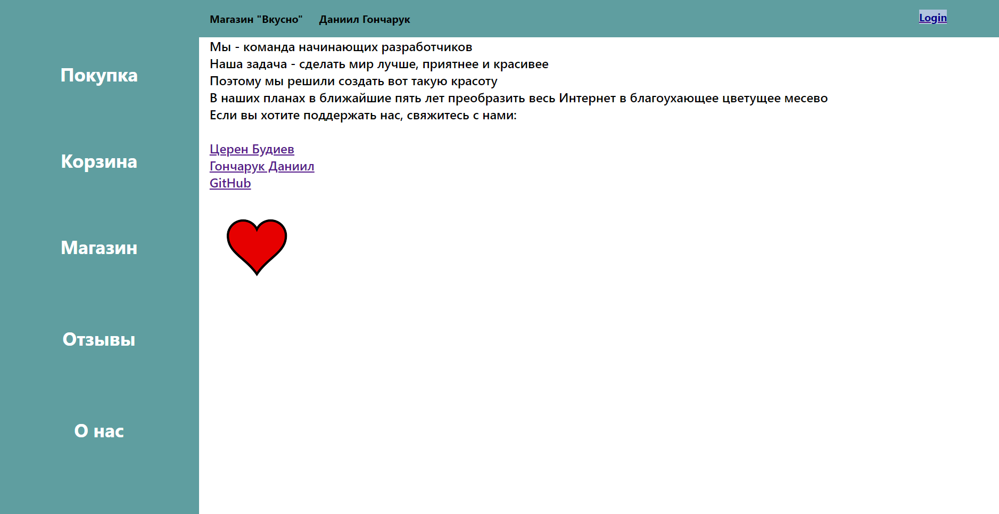 Магазин "Вкусно" Даниил Гончарук Login
Покупка
Корзина
Магазин
Отзывы
О нас
Мы - команда начинающих разработчиков
Наша задача - сделать мир лучше, приятнее и красивее
Поэтому мы решили создать вот такую красоту
В наших планах в ближайшие пять лет преобразить весь Интернет в благоухающее цветущее месево
Если вы хотите поддержать нас, свяжитесь с нами:
Церен Будиев
Гончарук Даниил
GitHub